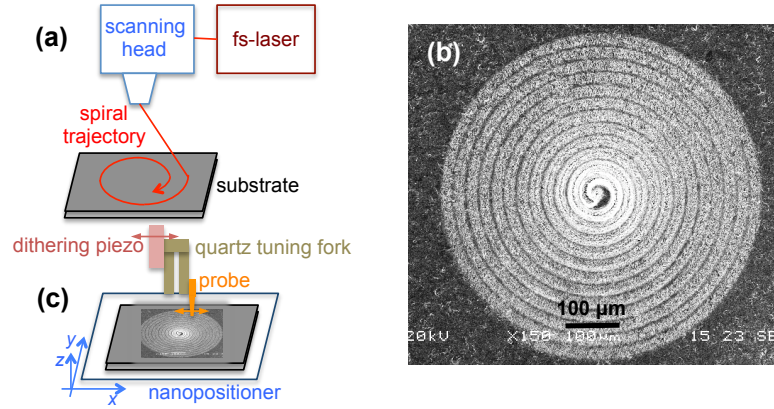 (a)
scanning
head
fs-laser
spiral
trajectory
substrate
dithering piezo
quartz tuning fork
probe
(c)
y
z
x
nanopositioner
(b)
100 µm
20kV X150 100µm 15 23 SE